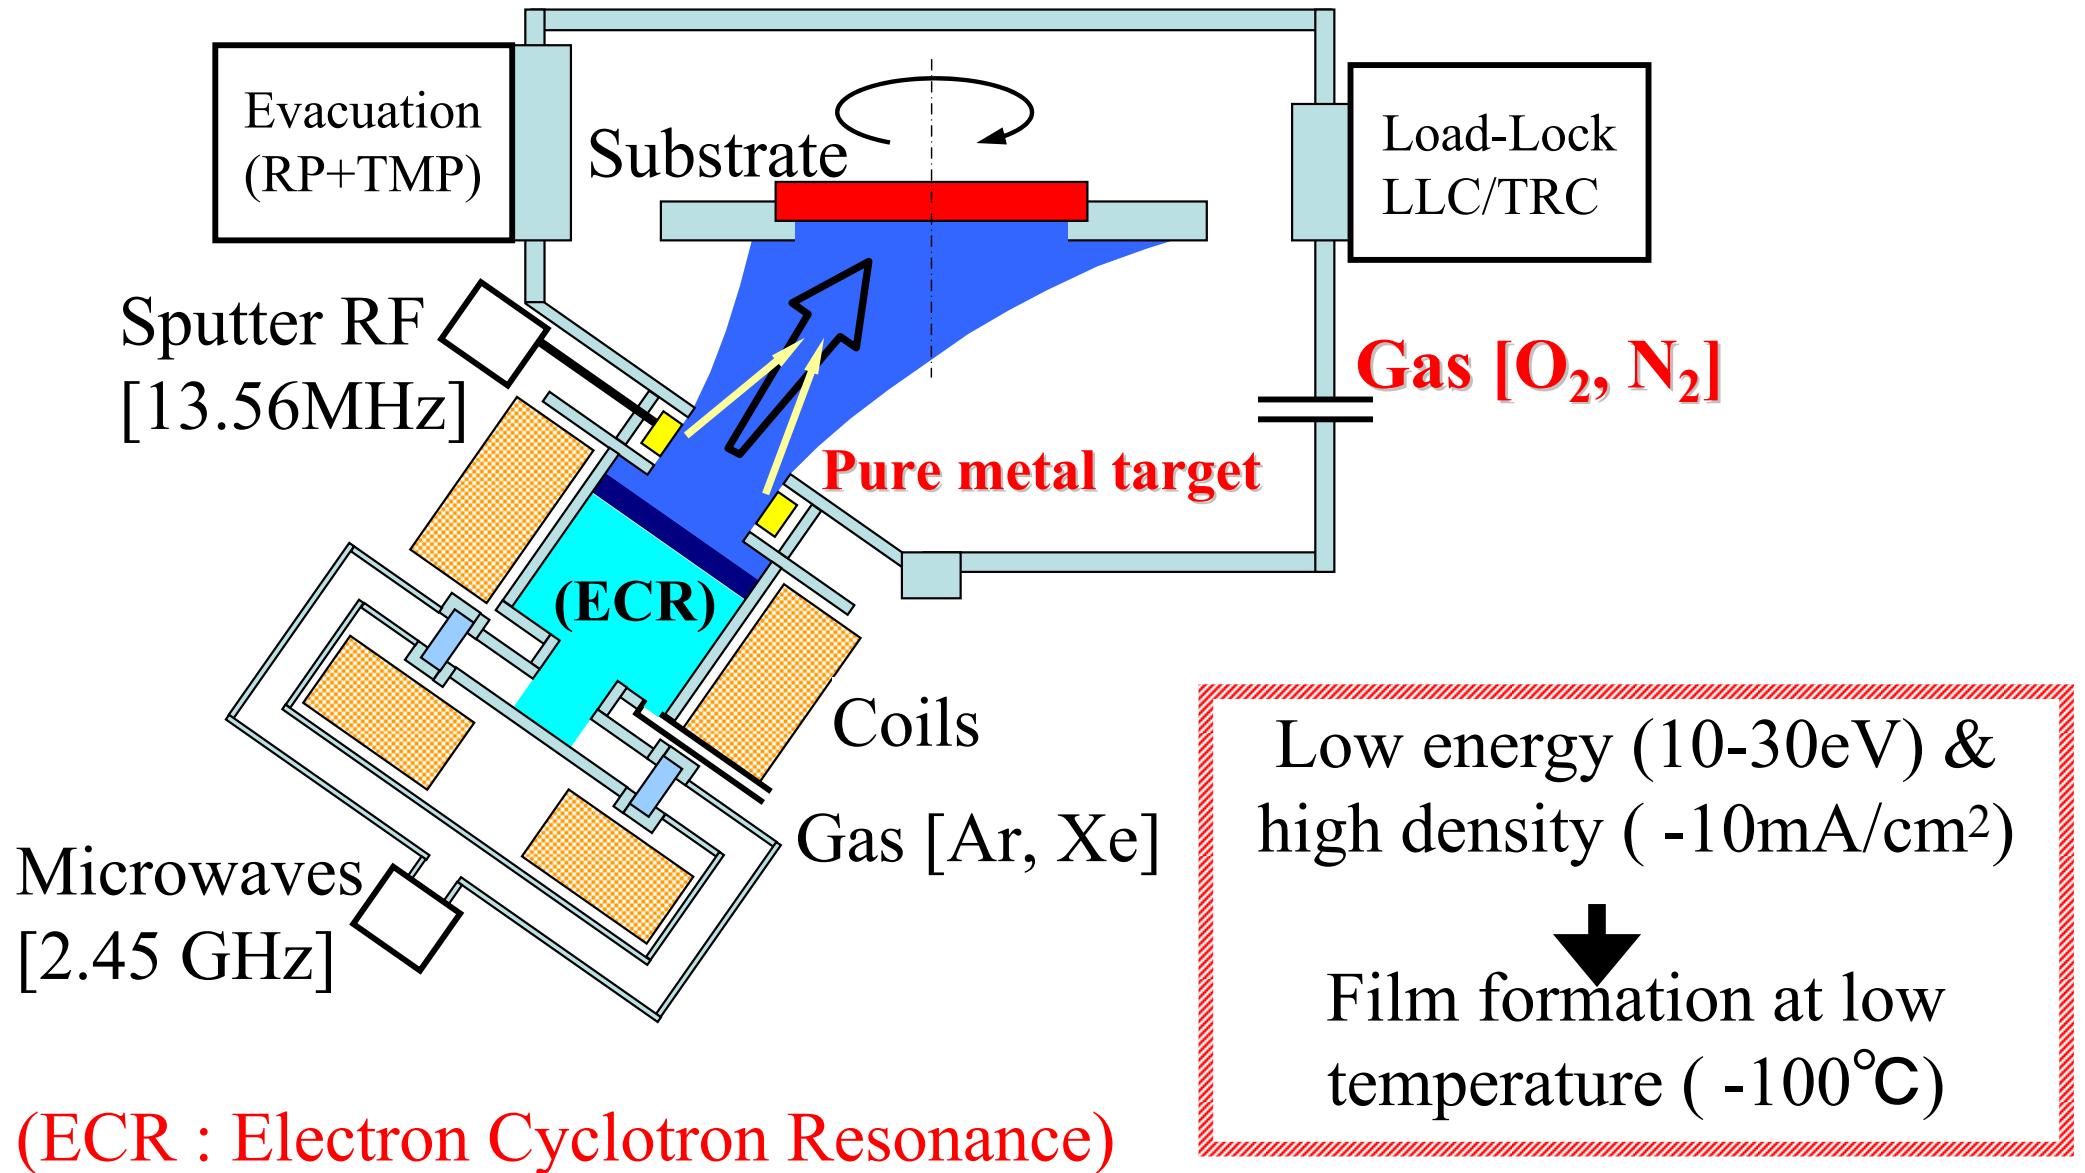 Evacuation
(RP+TMP)
Substrate
Load-Lock
LLC/TRC
Sputter RF
[13.56MHz]
Gas [O₂, N₂]
Pure metal target
(ECR)
Coils
Gas [Ar, Xe]
Microwaves
[2.45 GHz]
Low energy (10-30eV) &
high density ( -10mA/cm²)
Film formation at low
temperature ( -100℃)
(ECR : Electron Cyclotron Resonance)